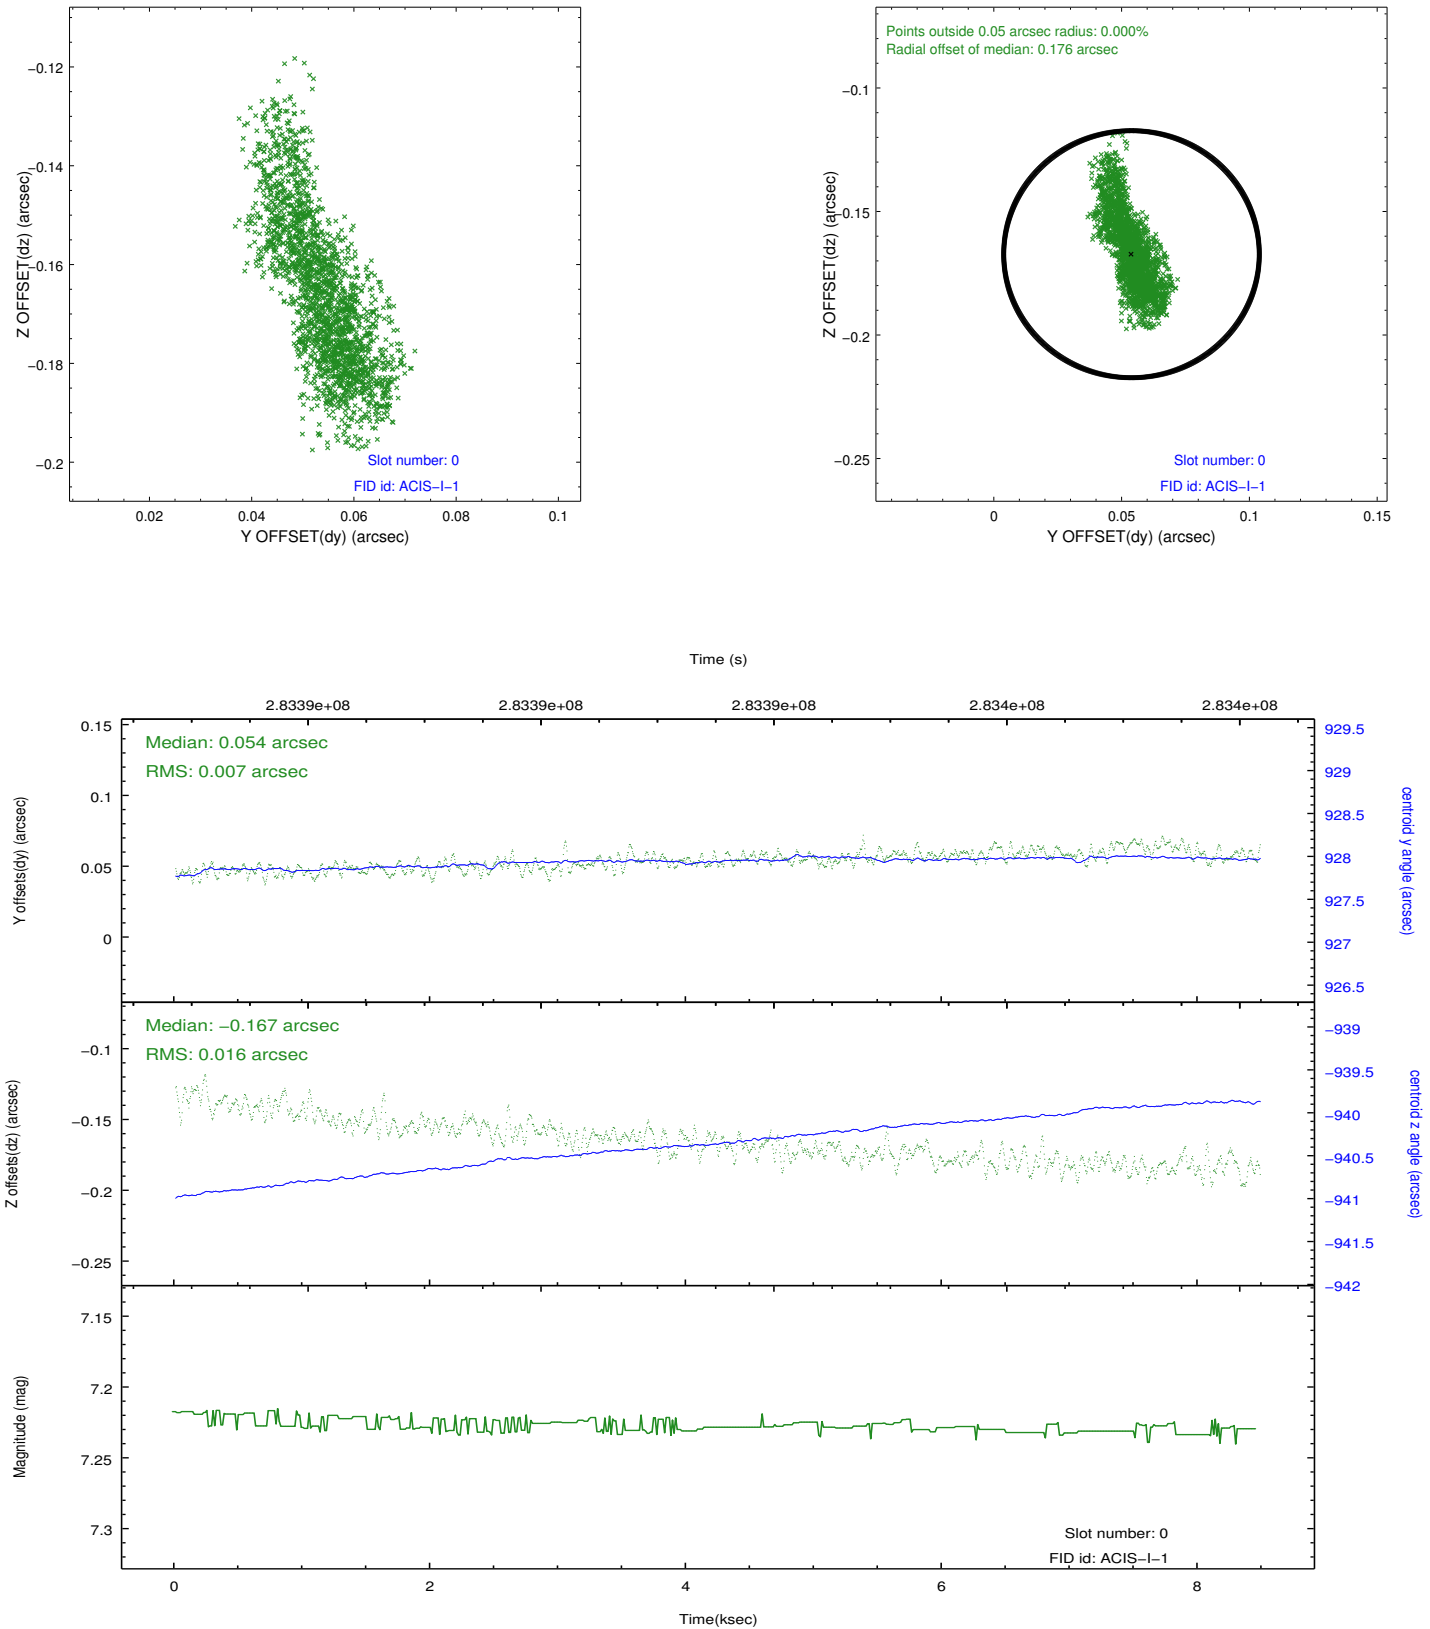 −0.12
−0.14
−0.16
−0.18
−0.2
Z OFFSET(dz) (arcsec)
Slot number: 0
FID id: ACIS−I−1
0.02
0.04
0.06
0.08
0.1
Y OFFSET(dy) (arcsec)
Points outside 0.05 arcsec radius: 0.000%
Radial offset of median: 0.176 arcsec
−0.1
−0.15
−0.2
−0.25
Z OFFSET(dz) (arcsec)
Slot number: 0
FID id: ACIS−I−1
0
0.05
0.1
0.15
Y OFFSET(dy) (arcsec)
Time (s)
2.8339e+08
2.8339e+08
2.8339e+08
2.834e+08
2.834e+08
Median: 0.054 arcsec
RMS: 0.007 arcsec
0.15
0.1
0.05
0
Y offsets(dy) (arcsec)
929.5
929
928.5
928
927.5
927
926.5
centroid y angle (arcsec)
Median: −0.167 arcsec
RMS: 0.016 arcsec
−0.1
−0.15
−0.2
−0.25
Z offsets(dz) (arcsec)
−939
−939.5
−940
−940.5
−941
−941.5
−942
centroid z angle (arcsec)
7.15
7.2
7.25
7.3
Magnitude (mag)
Slot number: 0
FID id: ACIS−I−1
0
2
4
6
8
Time(ksec)